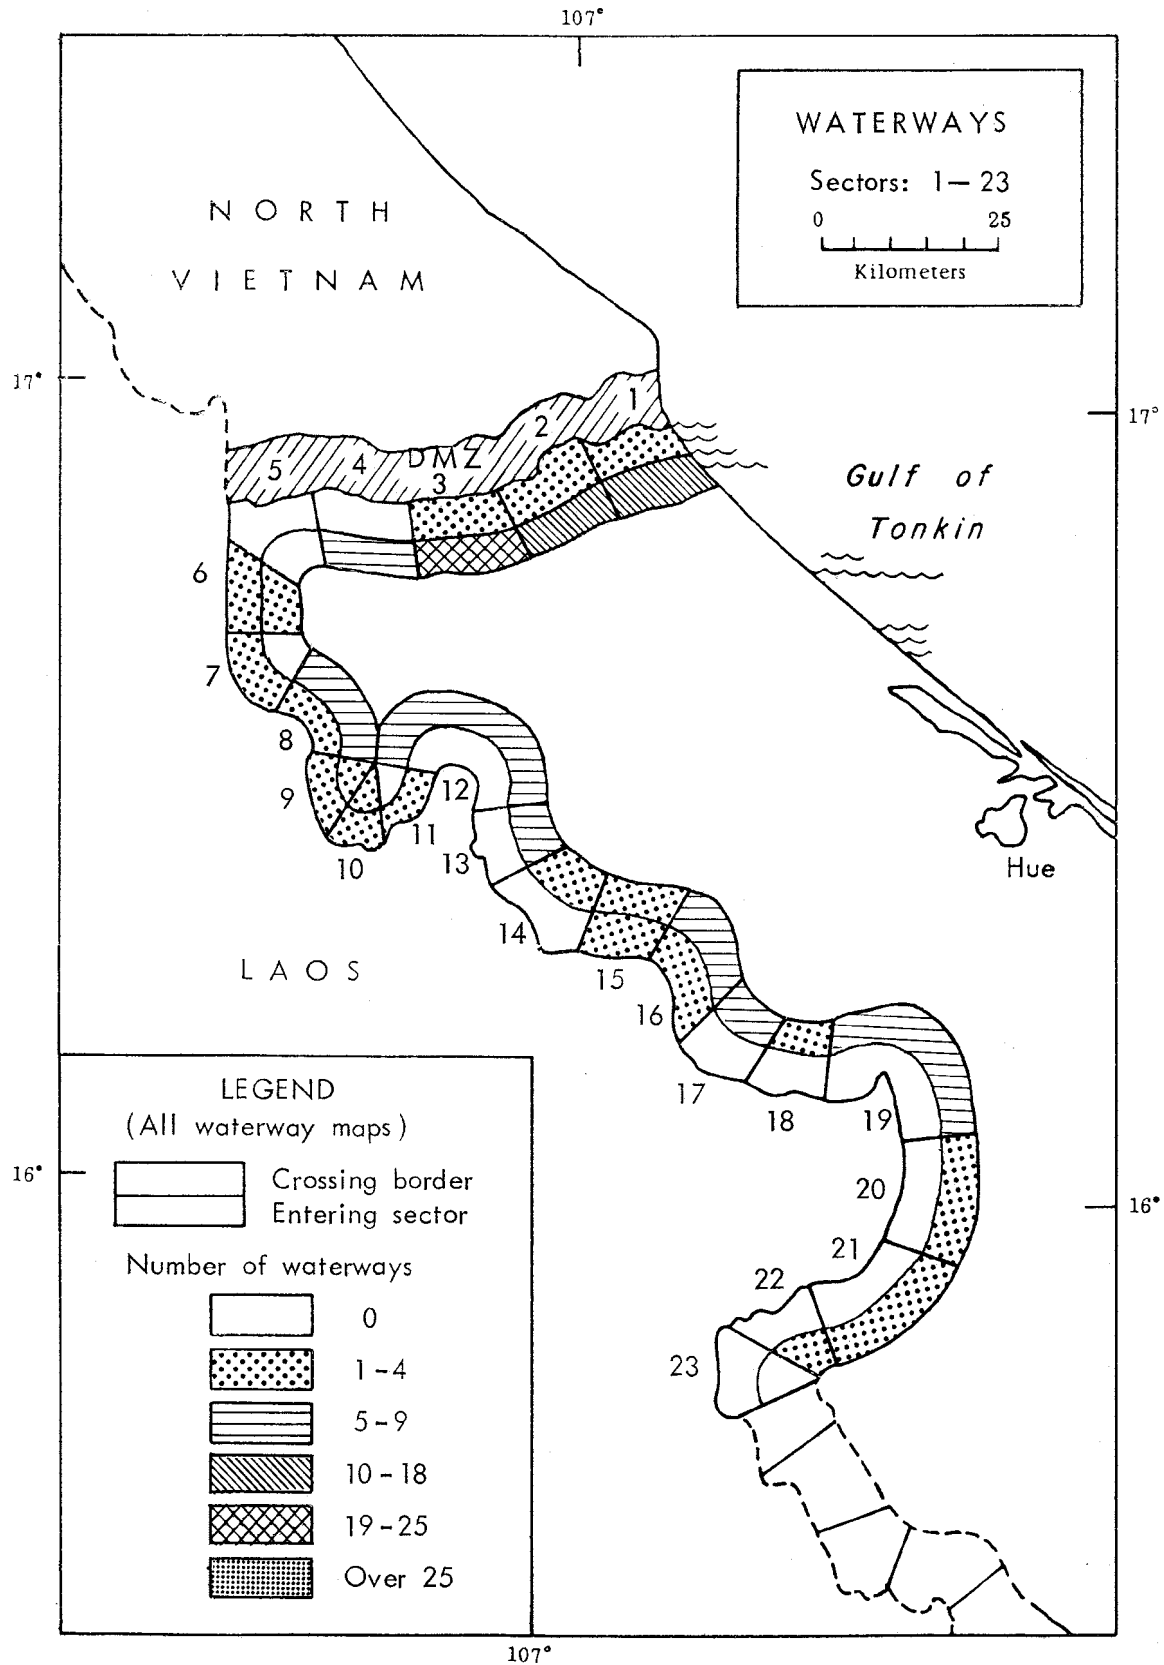 107°
WATERWAYS
Sectors: 1—23
0 25
Kilometers
NORTH
VIETNAM
17°
17°
1
2
DMZ
3
4
5
Gulf of
Tonkin
6
7
8
9
10
11
12
13
Hue
14
15
LAOS
16
17
18
19
20
21
22
23
16°
16°
LEGEND
(All waterway maps)
Crossing border
Entering sector
Number of waterways
0
1-4
5-9
10-18
19-25
Over 25
107°